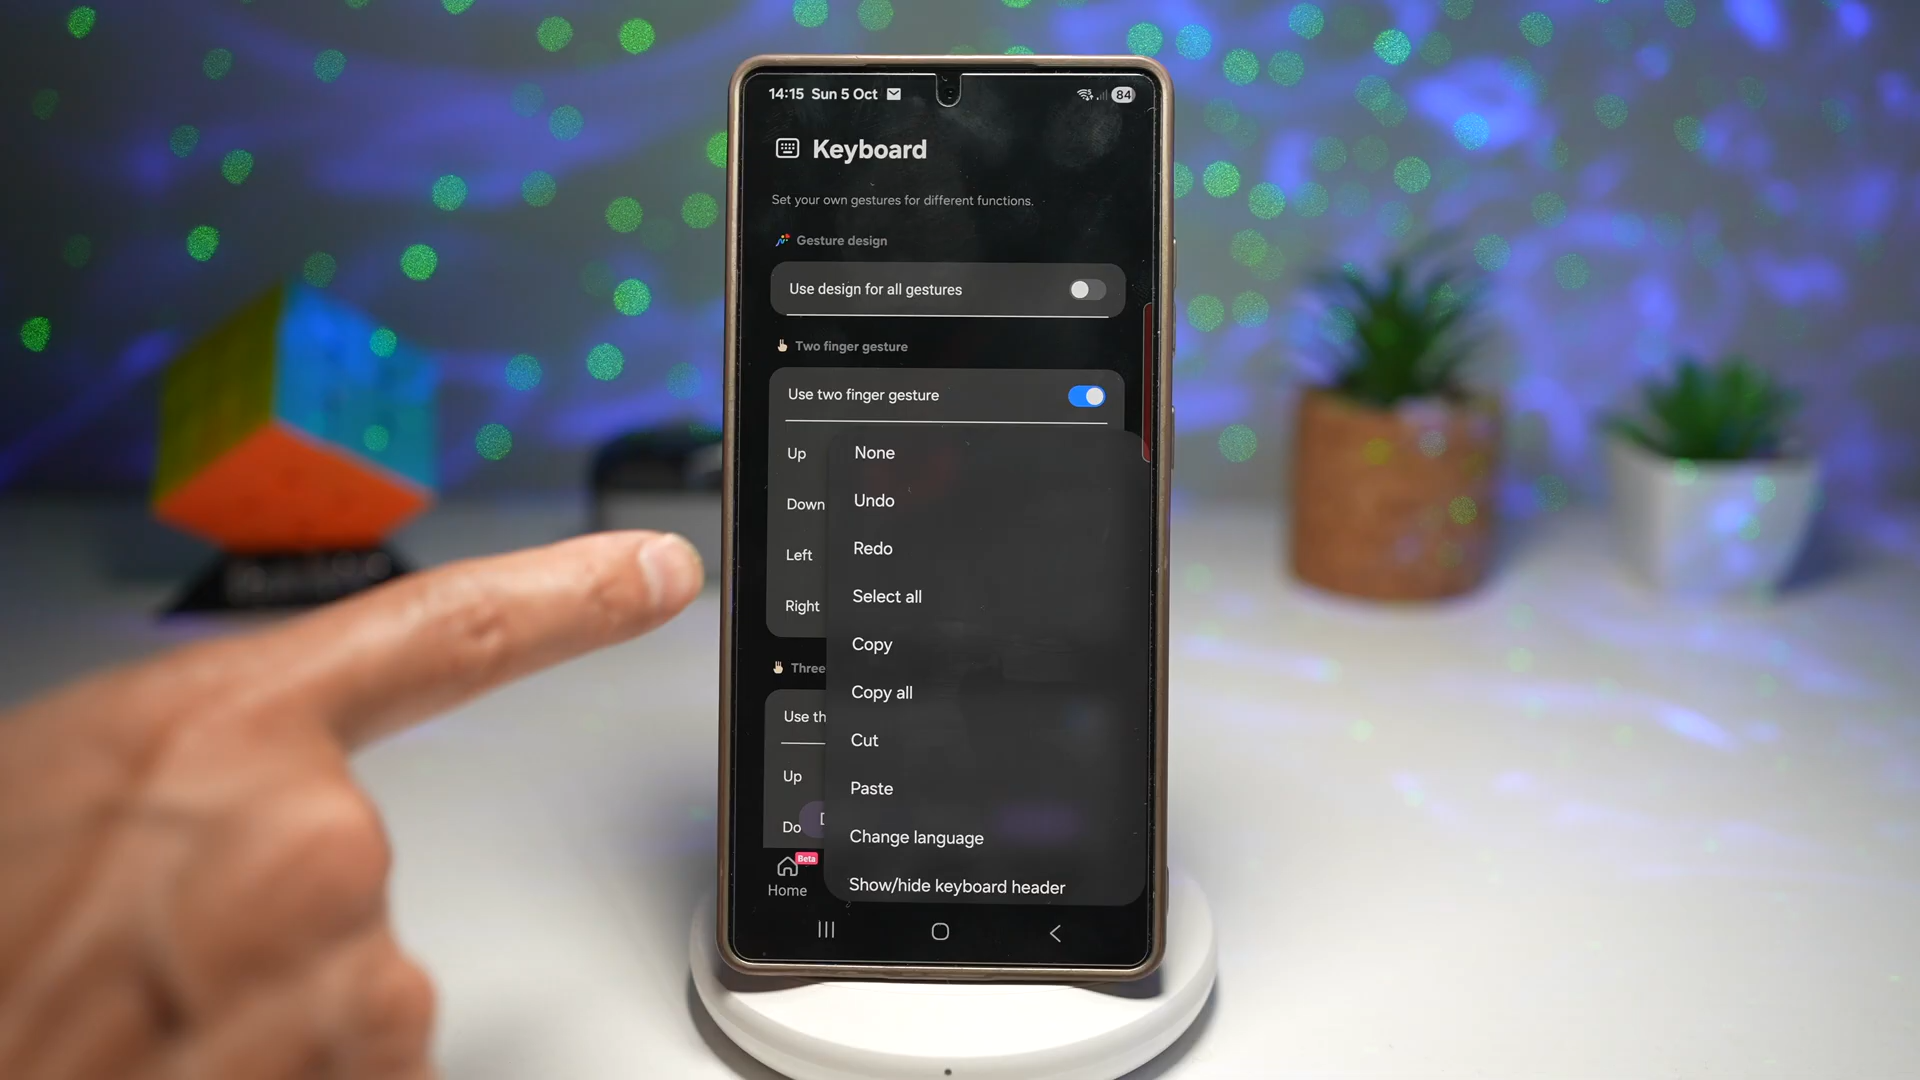 14:15 Sun 5 Oct
84
Keyboard
Set your own gestures for different functions.
Gesture design
Use design for all gestures
Two finger gesture
Use two finger gesture
Up
None
Undo
Down
Redo
Left
Select all
Right
Copy
Three
Copy all
Use th
Cut
Up
Paste
Do
Change language
Beta
Home
Show/hide keyboard header